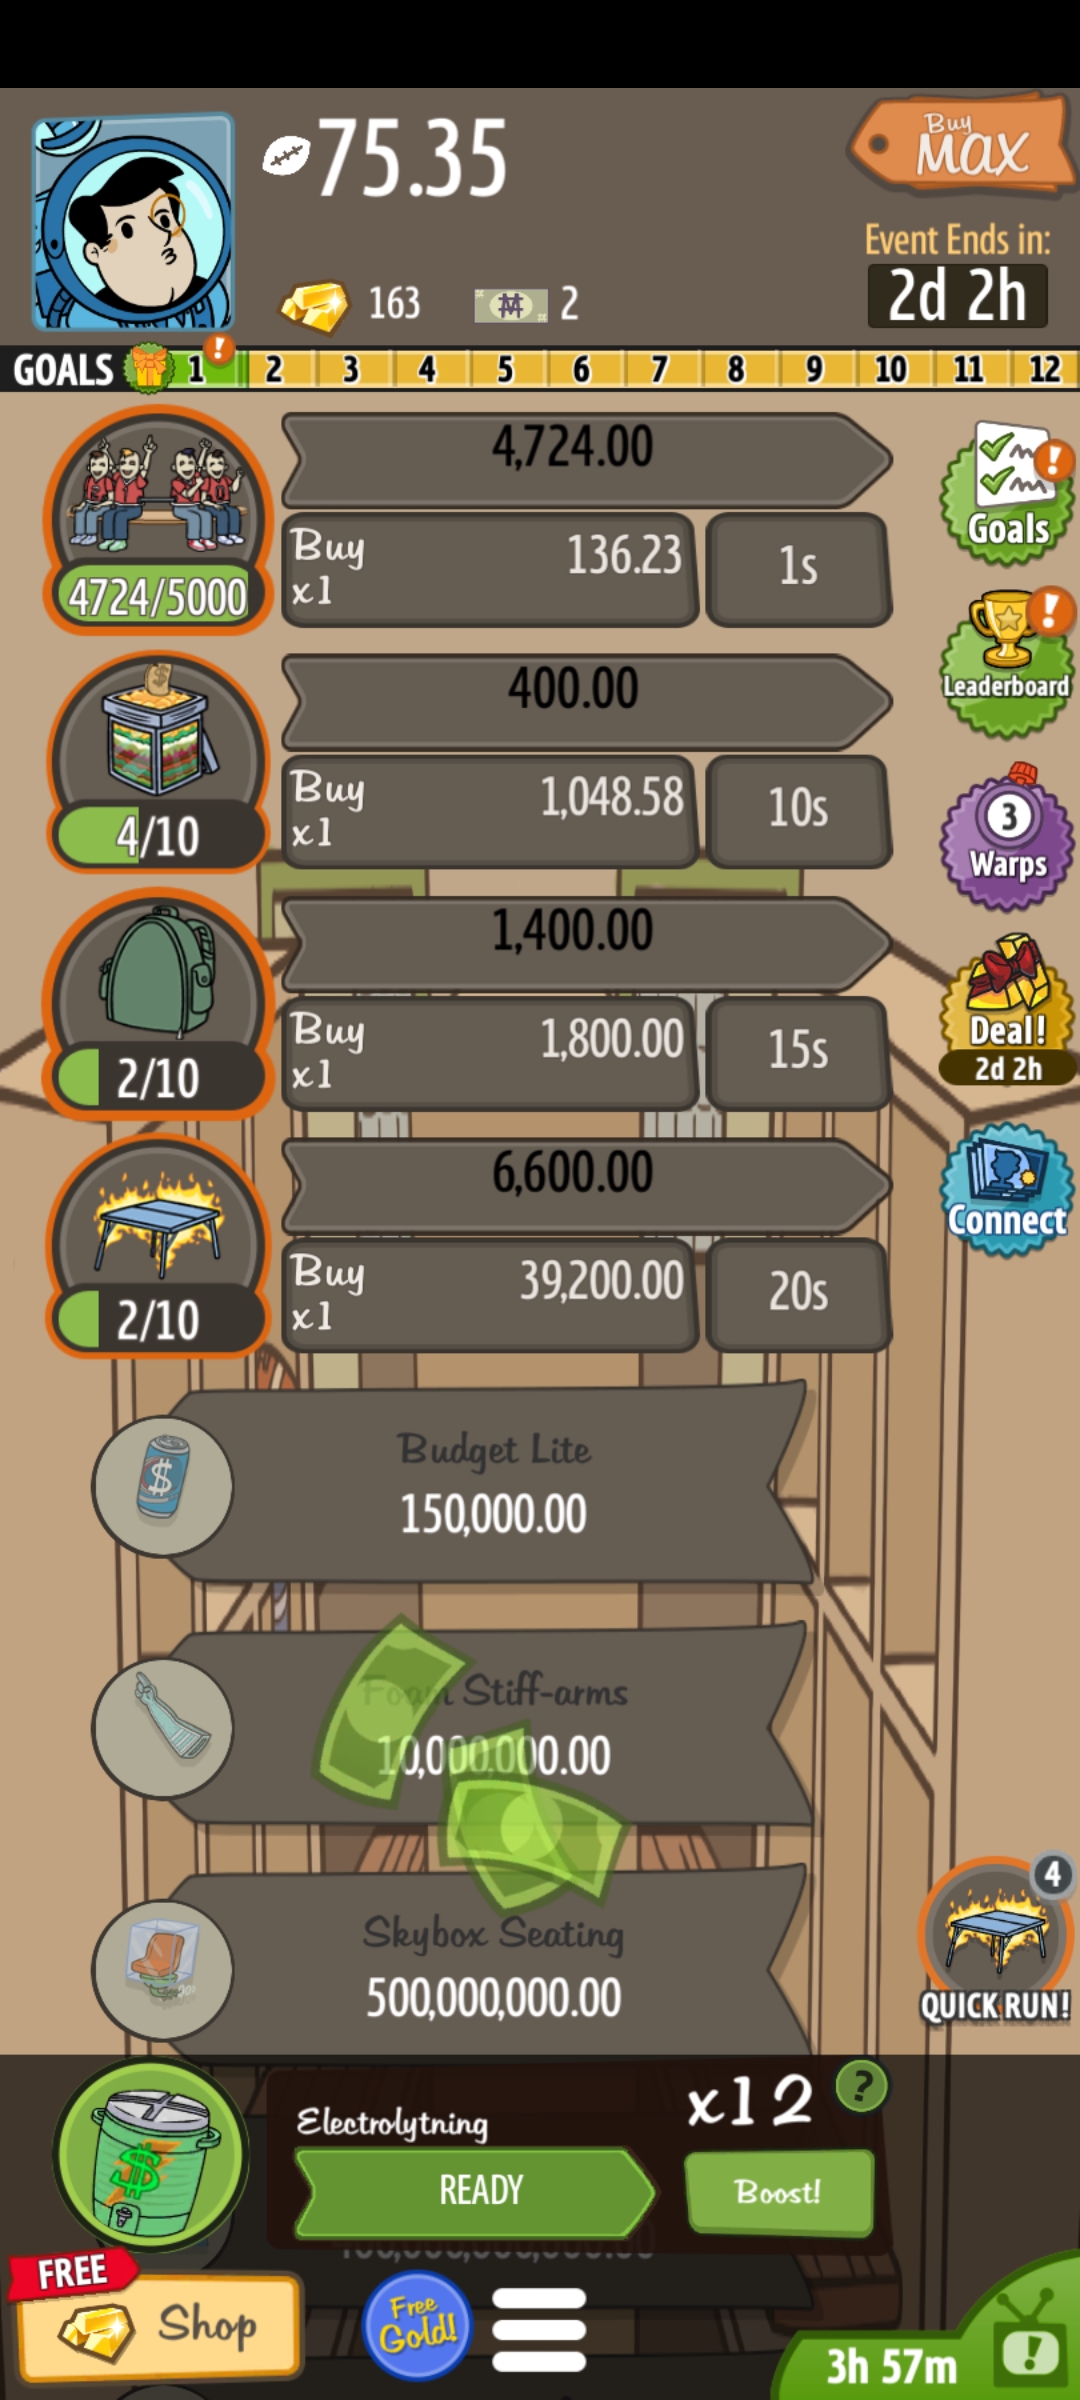 75.35
Buy
MAX
Event Ends in:
2d 2h
163
2
GOALS 1 ! 2 3 4 5 6 7 8 9 10 11 12
4,724.00
Buy
x1
136.23
1s
4724/5000
!
Goals
400.00
Buy
x1
1,048.58
10s
4/10
!
Leaderboard
3
Warps
1,400.00
Buy
x1
1,800.00
15s
2/10
Deal!
2d 2h
6,600.00
Buy
x1
39,200.00
20s
2/10
Connect
Budget Lite
150,000.00
Foam Stiff-arms
10,000,000.00
Skybox Seating
500,000,000.00
4
QUICK RUN!
Electrolytning
x12
?
READY
Boost!
FREE
Shop
Free
Gold!
3h 57m
!